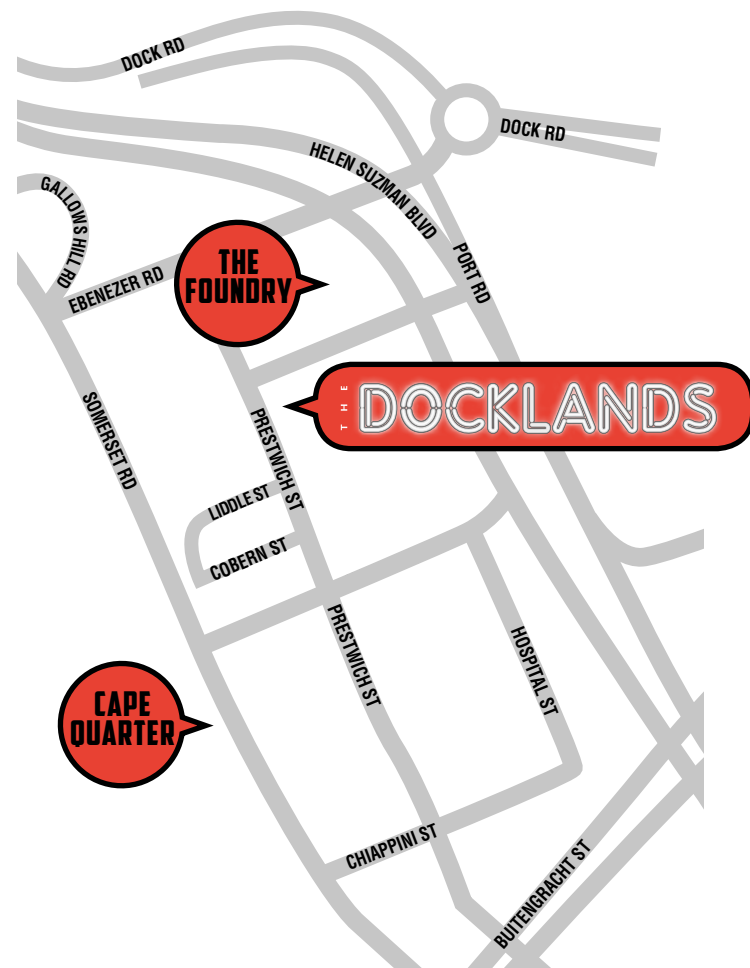 DOCK RD
DOCK RD
HELEN SUZMAN BLVD
GALLOWS HILL RD
PORT RD
EBENEZER RD
THE
FOUNDRY
THE DOCKLANDS
SOMERSET RD
PRESTWICH ST
LIDDLE ST
COBERN ST
PRESTWICH ST
HOSPITAL ST
CAPE
QUARTER
CHIAPPINI ST
BUITENGRACHT ST